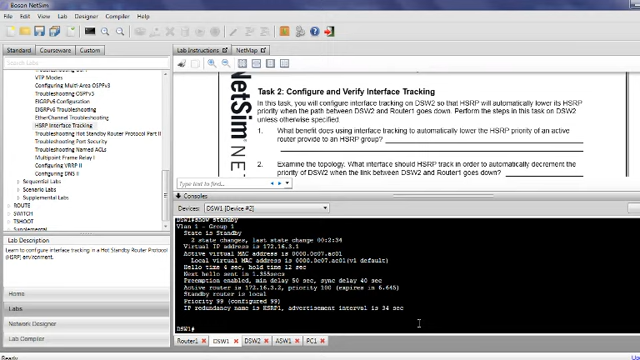 Boson NetSim
File Edit View Lab Designer Compiler Help
Standard Courseware Custom
Search Labs
VTP Modes
Configuring Multi-Area OSPFv3
Troubleshooting OSPFv3
EIGRPv6 Configuration
EIGRPv6 Troubleshooting
EtherChannel Troubleshooting
HSRP Interface Tracking
Troubleshooting Hot Standby Router Protocol Part II
Troubleshooting Port Security
Troubleshooting Named ACLs
Multipoint Frame Relay I
Configuring DNS II
Sequential Labs
Scenario Labs
Supplemental Labs
ROUTE
SWITCH
TSHOOT
Lab Description
Learn to configure interface tracking in a Hot Standby Router Protocol (HSRP) environment.
Home
Labs
Network Designer
Compiler
Lab Instructions NetMap
NetSim
NE
Task 2: Configure and Verify Interface Tracking
In this task, you will configure interface tracking on DSW2 so that HSRP will automatically lower its HSRP
priority when the path between DSW2 and Router1 goes down. Perform the steps in this task on DSW2
unless otherwise specified
1. What benefit does using interface tracking to automatically lower the HSRP priority of an active
router provide to an HSRP group?
2. Examine the topology. What interface should HSRP track in order to automatically decrement the
priority of DSW2 when the link between DSW2 and Router1 goes down?
Type text to find...
Consoles
Devices: DSW1 [Device #2]
DSW1#show standby
Vlan 1 - Group 1
State is Standby
2 state changes, last state change 00:2:34
Virtual IP address is 172.16.3.1
Active virtual MAC address is 0000.0c07.ac01
Local virtual MAC address is 0000.0c07.ac01(v1 default)
Hello time 4 sec, hold time 12 sec
Next hello sent in 1.355secs
Preemption enabled, min delay 50 sec, sync delay 40 sec
Active router is 172.16.3.2, priority 100 (expires in 6.645)
Standby router is local
Priority 99 (configured 99)
IP redundancy name is HSRP1, advertisement interval is 34 sec
DSW1#
Router1 DSW1 DSW2 ASW1 PC1